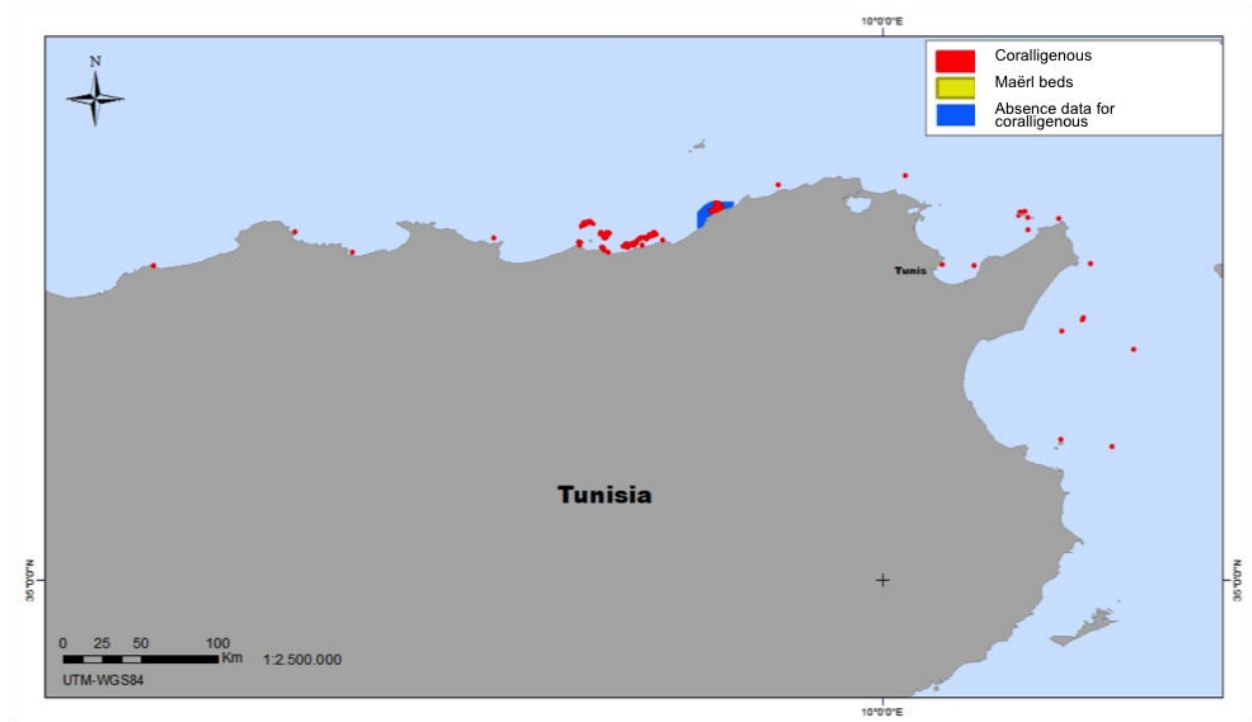 10°0'0"E
N
Coralligenous
Maërl beds
Absence data for
coralligenous
Tunis
Tunisia
35°0'0"N
35°0'0"N
0 25 50 100
Km 1:2.500.000
UTM-WGS84
10°0'0"E